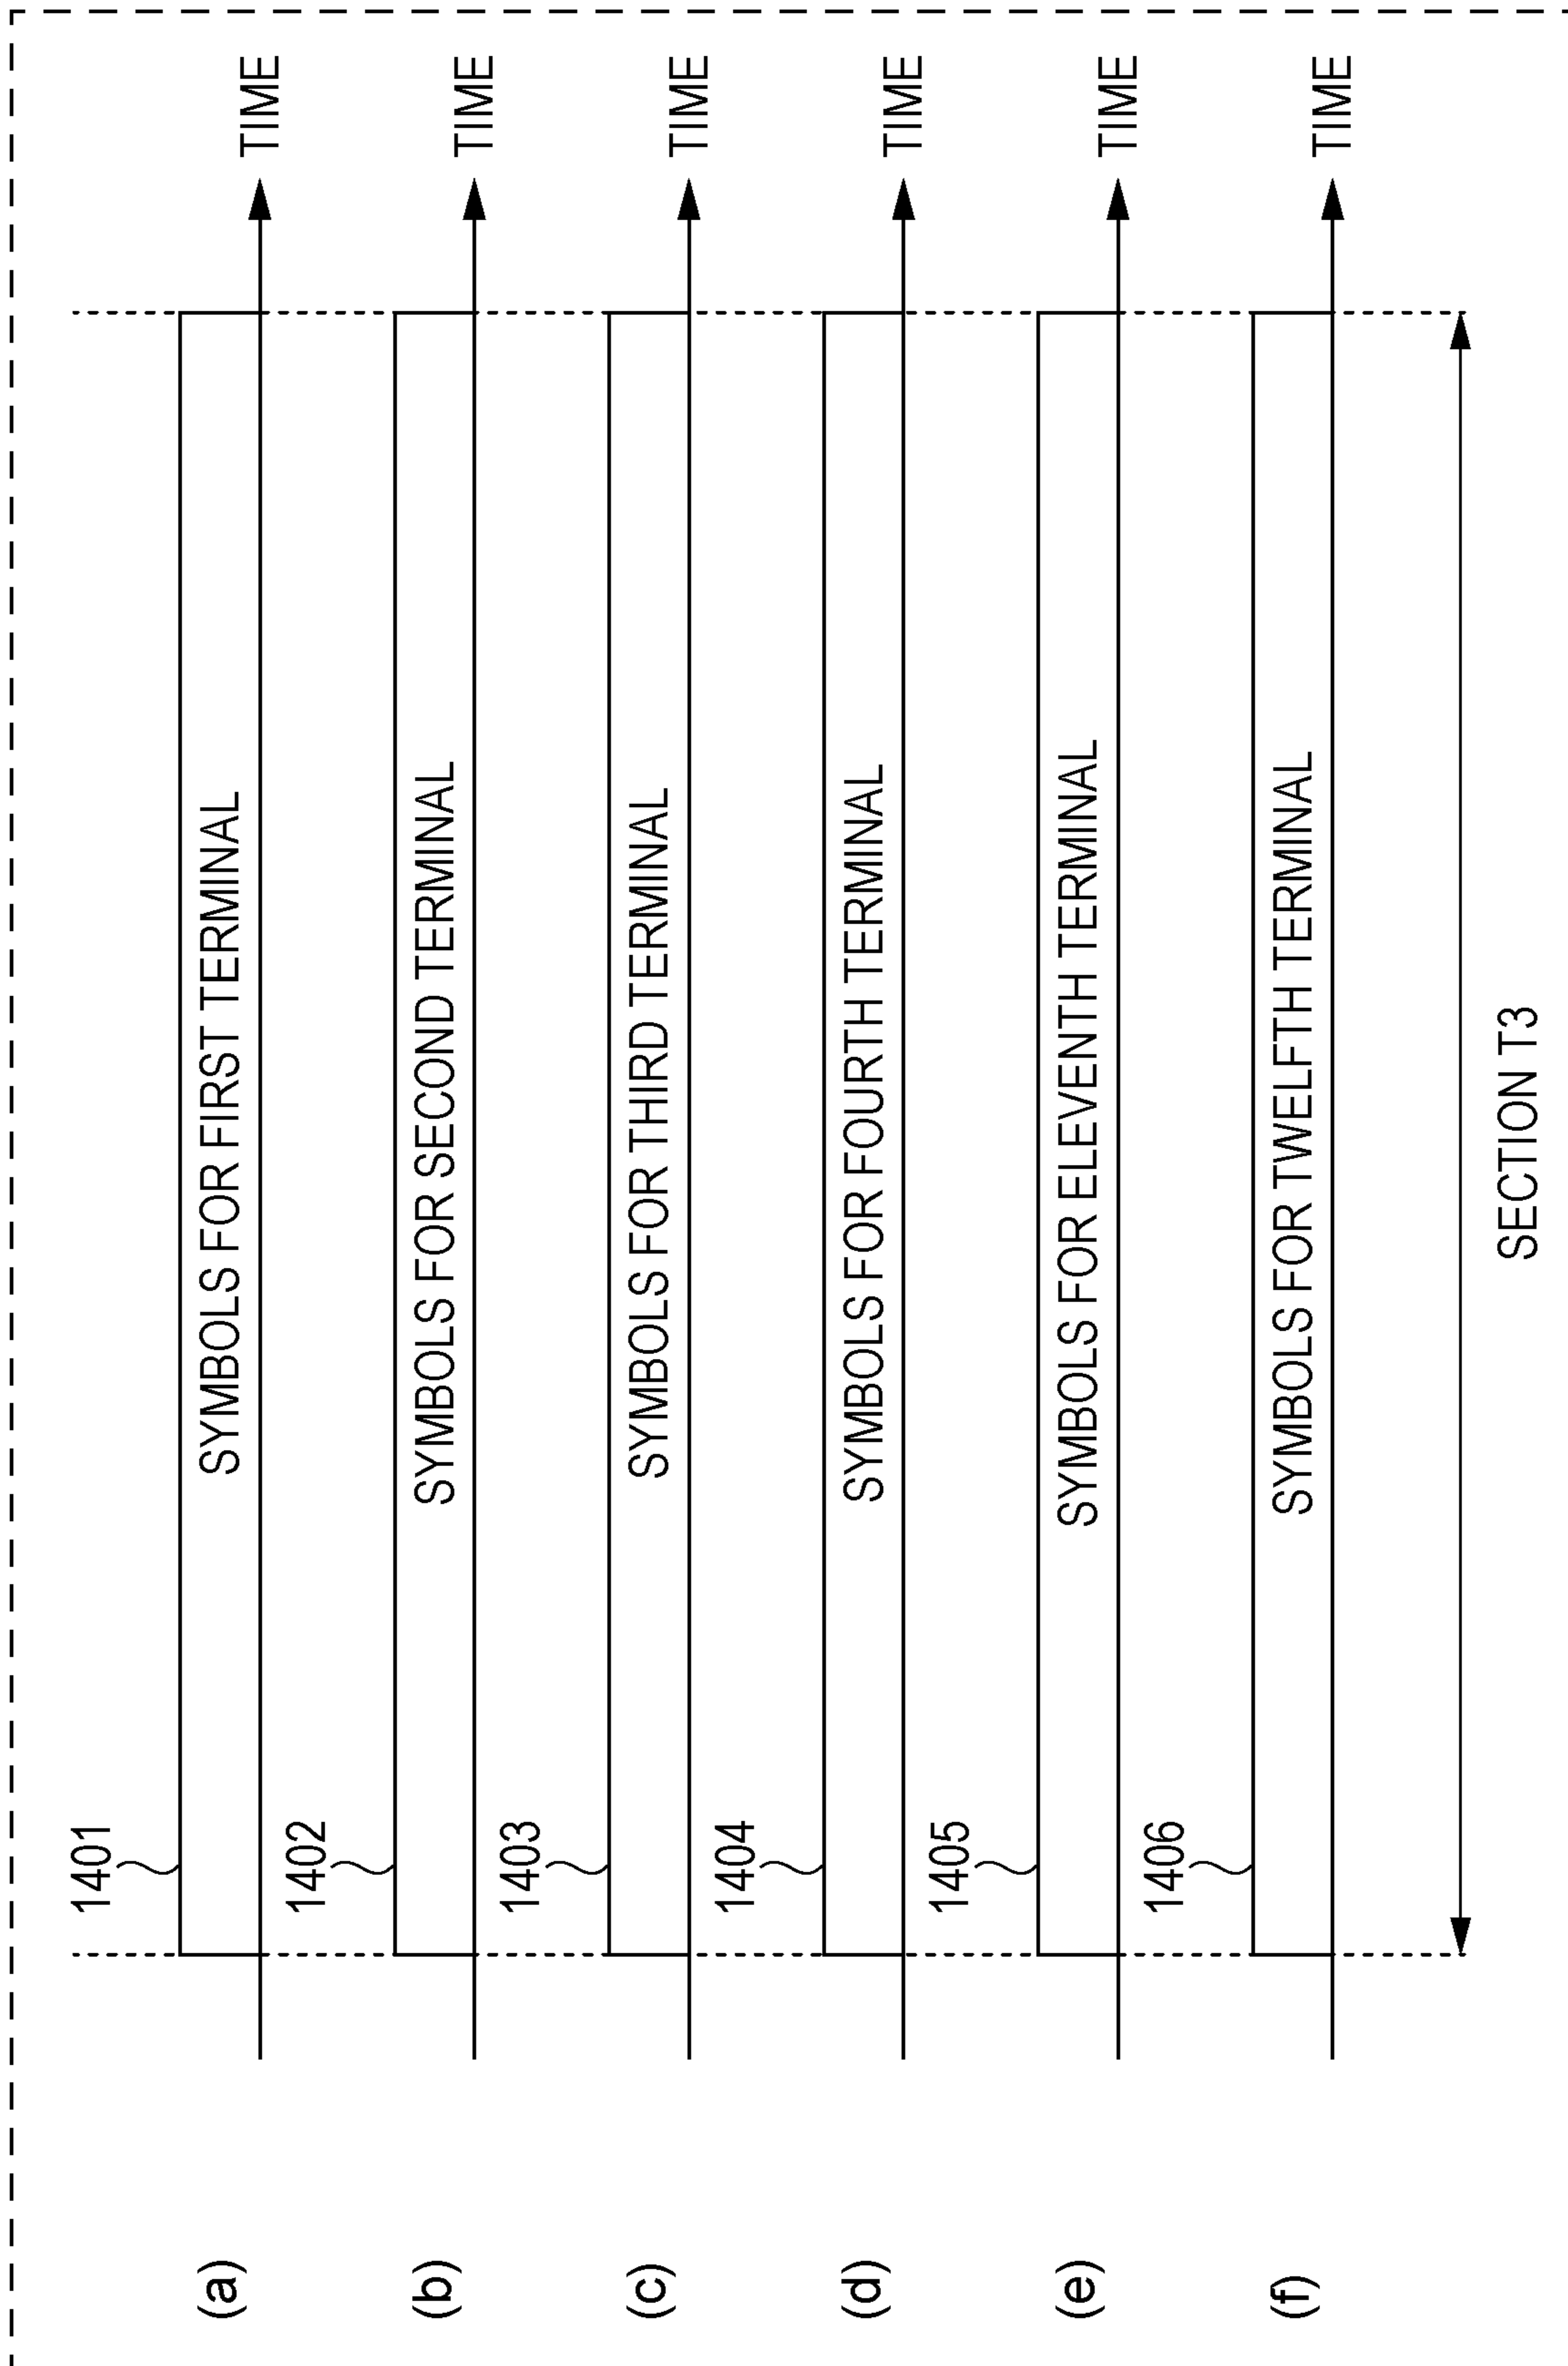 1401
(a)
SYMBOLS FOR FIRST TERMINAL
TIME
1402
(b)
SYMBOLS FOR SECOND TERMINAL
TIME
1403
(c)
SYMBOLS FOR THIRD TERMINAL
TIME
1404
(d)
SYMBOLS FOR FOURTH TERMINAL
TIME
1405
(e)
SYMBOLS FOR ELEVENTH TERMINAL
TIME
1406
(f)
SYMBOLS FOR TWELFTH TERMINAL
TIME
SECTION T3